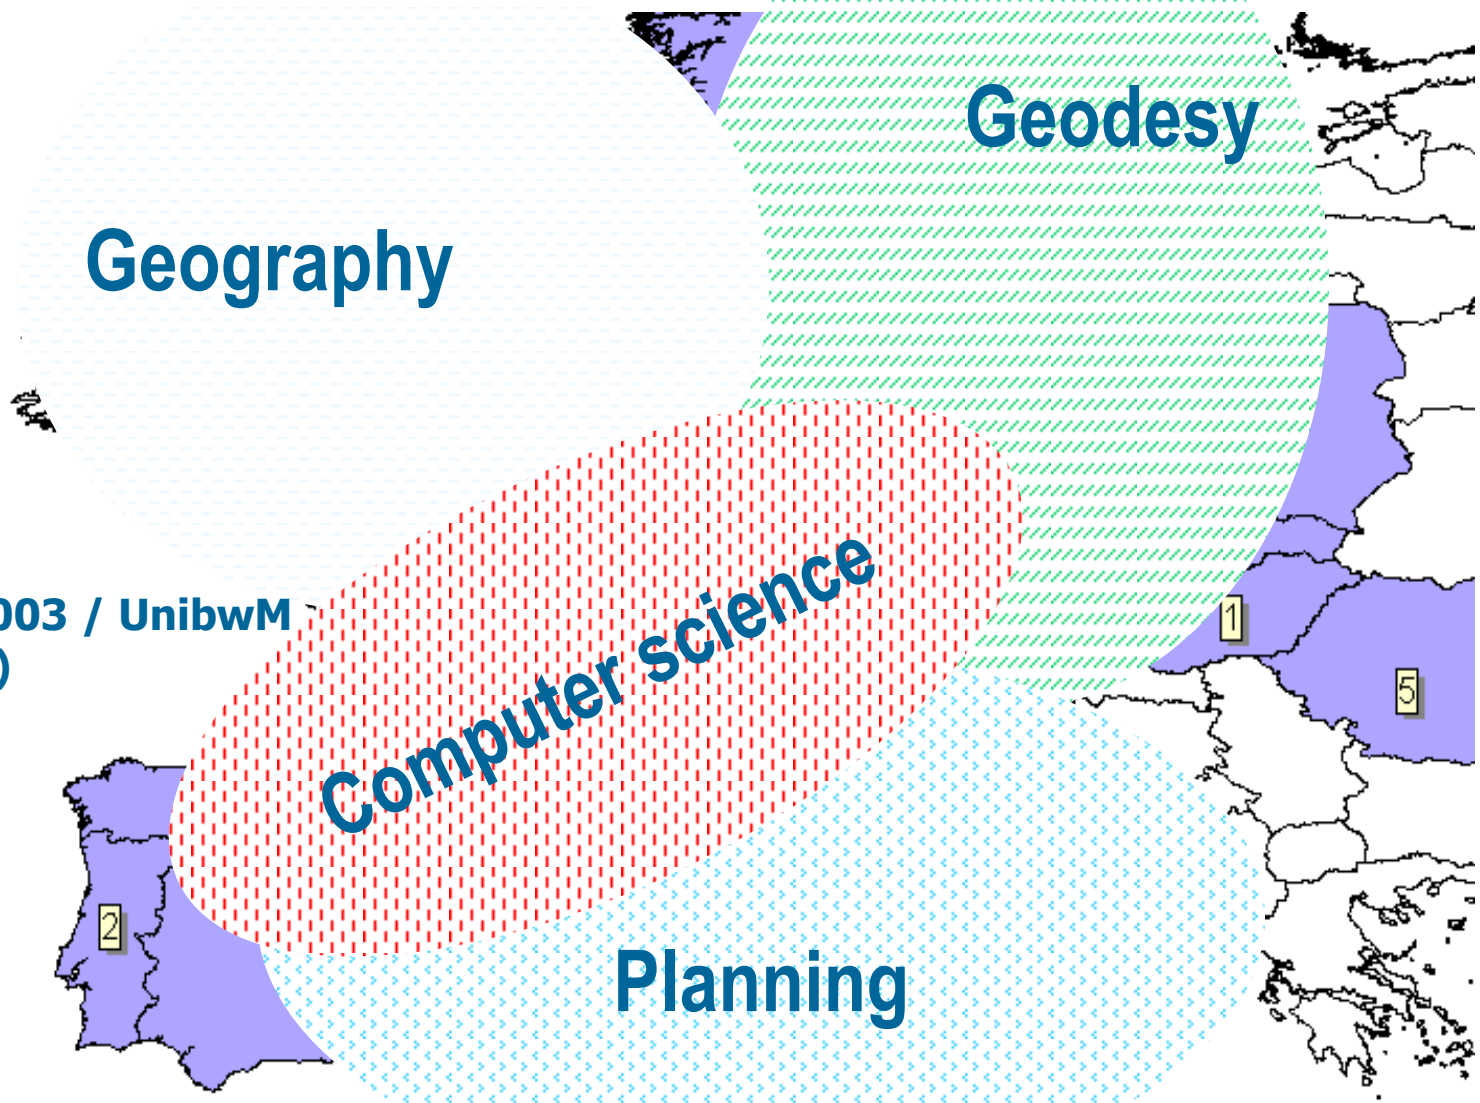 Geodesy
Geography
003 / UnibwM
)
Computer science
1
5
2
Planning